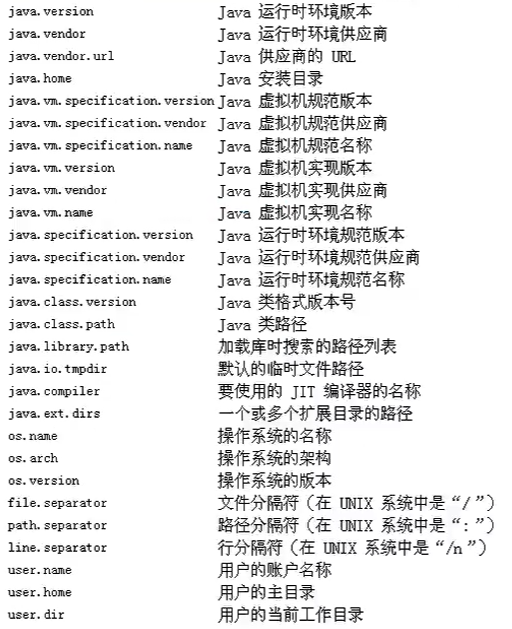 java.version Java 运行时环境版本
java.vendor Java 运行时环境供应商
java.vendor.url Java 供应商的 URL
java.home Java 安装目录
java.vm.specification.version Java 虚拟机规范版本
java.vm.specification.vendor Java 虚拟机规范供应商
java.vm.specification.name Java 虚拟机规范名称
java.vm.version Java 虚拟机实现版本
java.vm.vendor Java 虚拟机实现供应商
java.vm.name Java 虚拟机实现名称
java.specification.version Java 运行时环境规范版本
java.specification.vendor Java 运行时环境规范供应商
java.specification.name Java 运行时环境规范名称
java.class.version Java 类格式版本号
java.class.path Java 类路径
java.library.path 加载库时搜索的路径列表
java.io.tmpdir 默认的临时文件路径
java.compiler 要使用的 JIT 编译器的名称
java.ext.dirs 一个或多个扩展目录的路径
os.name 操作系统的名称
os.arch 操作系统的架构
os.version 操作系统的版本
file.separator 文件分隔符（在 UNIX 系统中是“/”）
path.separator 路径分隔符（在 UNIX 系统中是“:”）
line.separator 行分隔符（在 UNIX 系统中是“/n”）
user.name 用户的账户名称
user.home 用户的主目录
user.dir 用户的当前工作目录